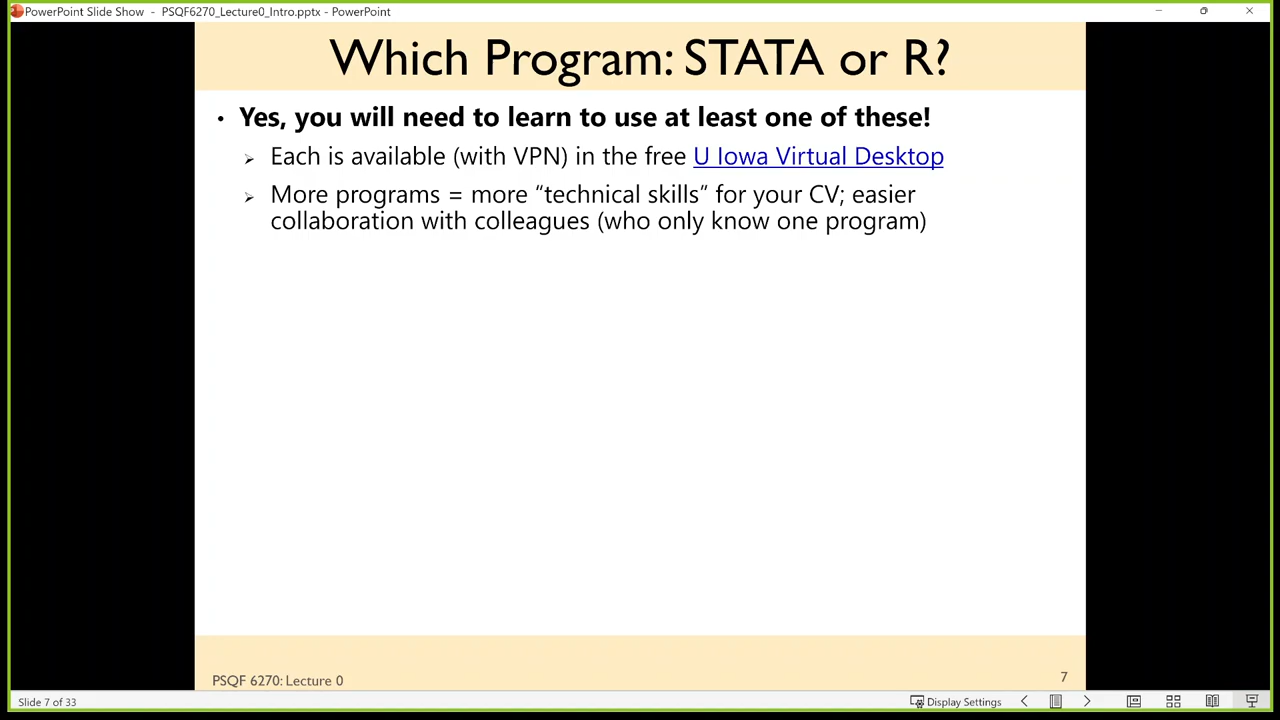 PowerPoint Slide Show - PSQF6270_Lecture0_Intro.pptx - PowerPoint
Which Program: STATA or R?
• Yes, you will need to learn to use at least one of these!
➢ Each is available (with VPN) in the free U Iowa Virtual Desktop
➢ More programs = more “technical skills“ for your CV; easier
collaboration with colleagues (who only know one program)
PSQF 6270: Lecture 0
7
Slide 7 of 33
Display Settings